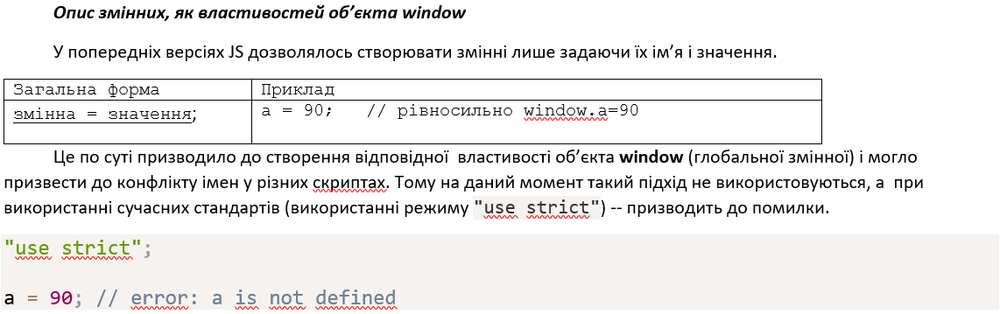 Опис змінних, як властивостей об’єкта window
У попередніх версіях JS дозволялось створювати змінні лише задаючи їх ім’я і значення.
Загальна форма Приклад
змінна = значення; a = 90; // рівносильно window.a=90
Це по суті призводило до створення відповідної властивості об’єкта window (глобальної змінної) і могло
призвести до конфлікту імен у різних скриптах. Тому на даний момент такий підхід не використовуються, а при
використанні сучасних стандартів (використанні режиму "use strict") -- призводить до помилки.
"use strict";
a = 90; // error: a is not defined